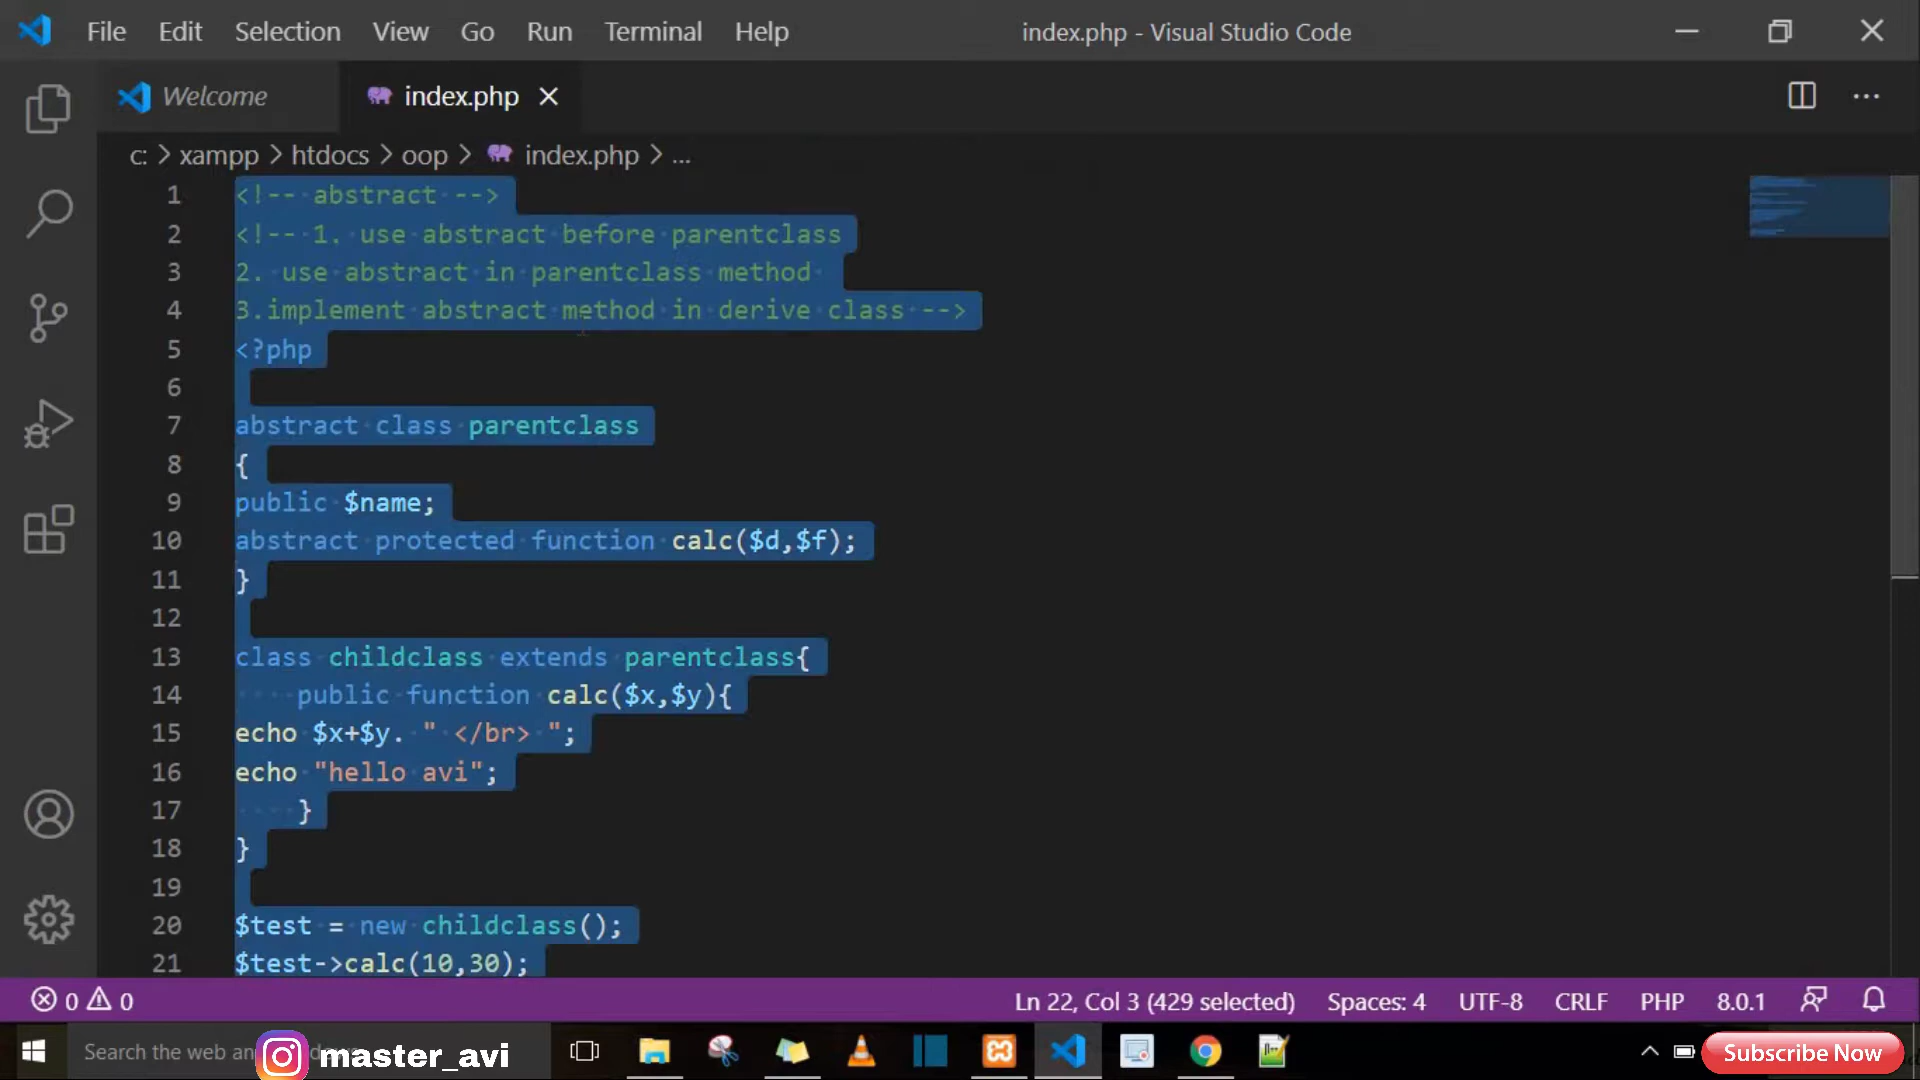 File Edit Selection View Go Run Terminal Help index.php - Visual Studio Code
Welcome index.php
c: > xampp > htdocs > oop > index.php > ...
1 <!-- abstract -->
2 <!-- 1. use abstract before parentclass
3 2. use abstract in parentclass method
4 3.implement abstract method in derive class -->
5 <?php
6
7 abstract class parentclass
8 {
9 public $name;
10 abstract protected function calc($d,$f);
11 }
12
13 class childclass extends parentclass{
14 public function calc($x,$y){
15 echo $x+$y. " </br> ";
16 echo "hello avi";
17 }
18 }
19
20 $test = new childclass();
21 $test->calc(10,30);
0 0 Ln 22, Col 3 (429 selected) Spaces: 4 UTF-8 CRLF PHP 8.0.1
Search the web an master_avi Subscribe Now